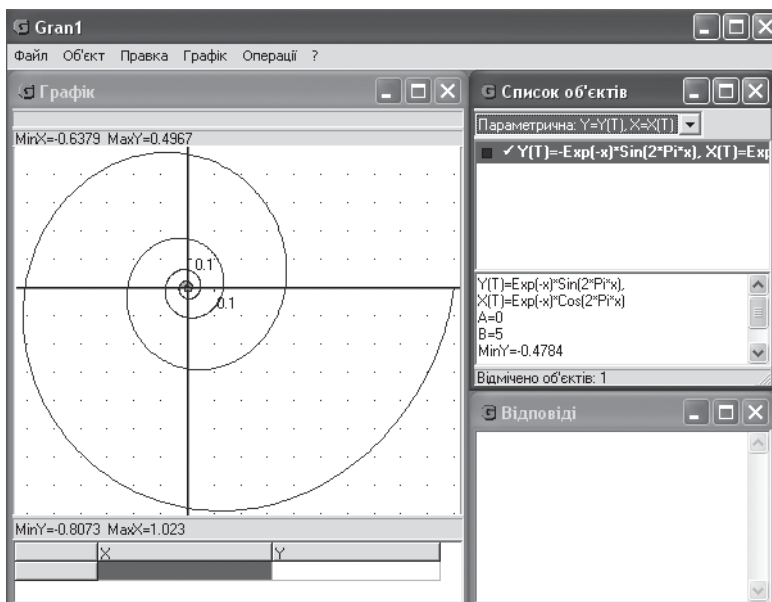 Gran1
Файл Об'єкт Правка Графік Операції ?
Графік
MinX=-0.6379 MaxY=0.4967
0.1
0.1
MinY=-0.8073 MaxX=1.023
X Y
Список об'єктів
Параметрична: Y=Y(T), X=X(T)
Y(T)=-Exp(-x)*Sin(2*Pi*x), X(T)=Exp
Y(T)=Exp(-x)*Sin(2*Pi*x),
X(T)=Exp(-x)*Cos(2*Pi*x)
A=0
B=5
MinY=-0.4784
Відмічено об'єктів: 1
Відповіді